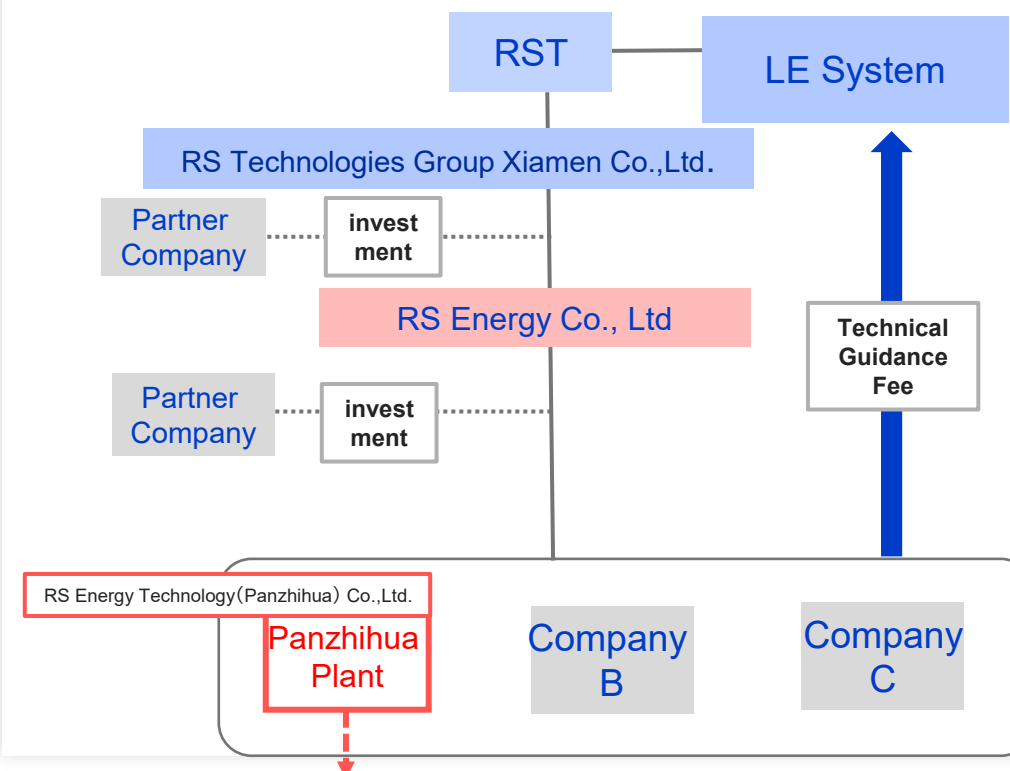 RST
LE System
RS Technologies Group Xiamen Co.,Ltd.
Partner
Company
invest
ment
RS Energy Co., Ltd
Technical
Guidance
Fee
Partner
Company
invest
ment
RS Energy Technology（Panzhihua） Co.,Ltd.
Panzhihua
Plant
Company
B
Company
C